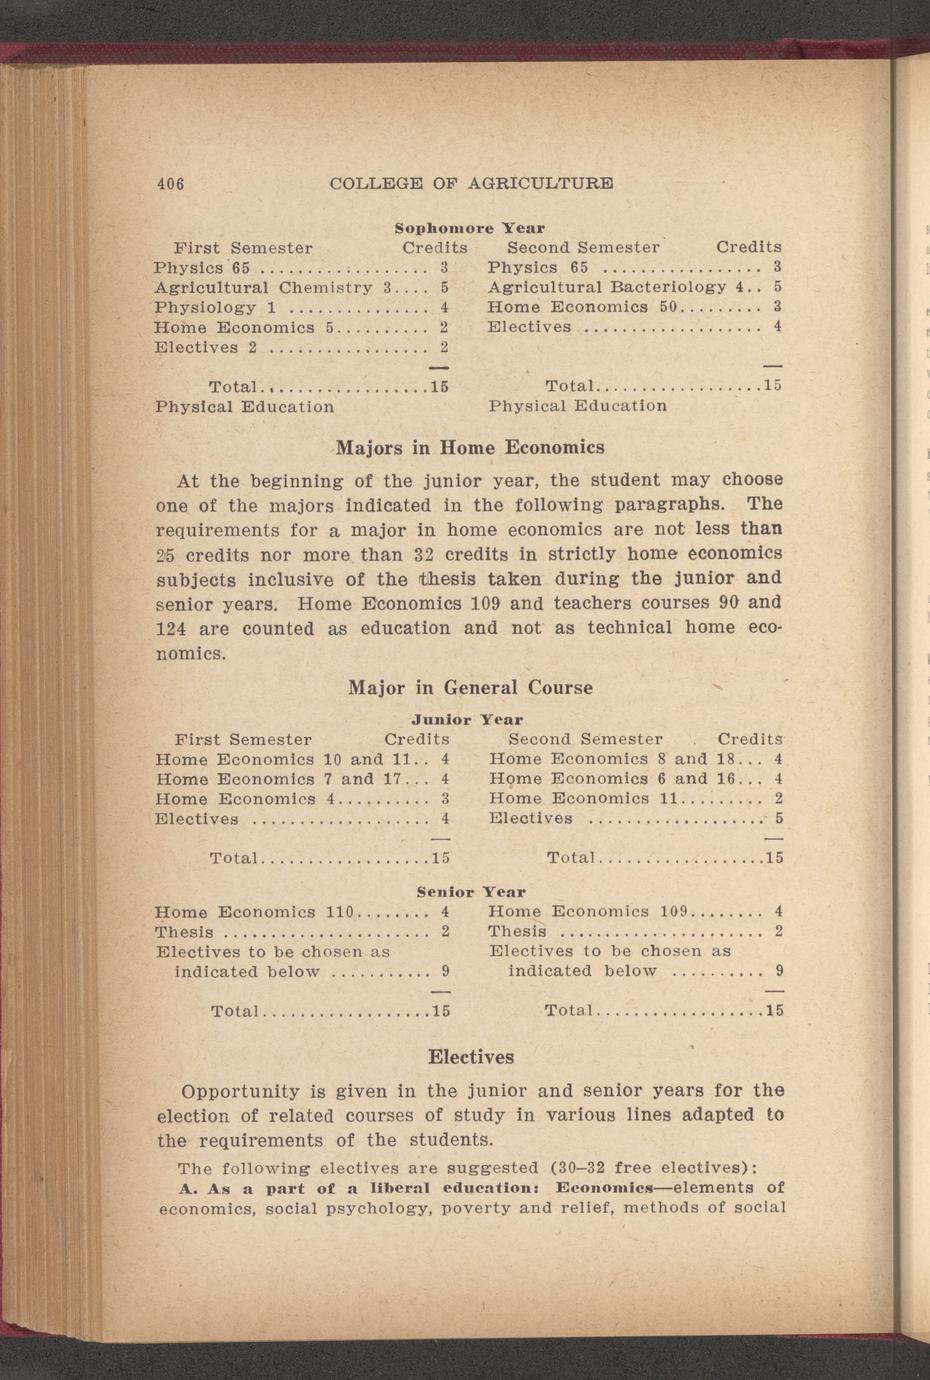 406 COLLEGE OF AGRICULTURE
Sophomore Year
First Semester Credits Second Semester Credits
Physics 65 .................. 3 Physics 65 ................. 3
Agricultural Chemistry 3.... 5 Agricultural Bacteriology 4.. 5
Physiology 1 ............... 4 Home Economics 50......... 3
Home Economics 5.......... 2 Electives ................... 4
Electives 2 ................. 2
Total..................15 Total..................15
Physical Education Physical Education
Majors in Home Economics
At the beginning of the junior year, the student may choose
one of the majors indicated in the following paragraphs. The
requirements for a major in home economics are not less than
25 credits nor more than 32 credits in strictly home economics
subjects inclusive of the thesis taken during the junior and
senior years. Home Economics 109 and teachers courses 90 and
124 are counted as education and not as technical home eco-
nomics.
Major in General Course
Junior Year
First Semester Credits Second Semester Credits
Home Economics 10 and 11.. 4 Home Economics 8 and 18... 4
Home Economics 7 and 17... 4 Home Economics 6 and 16... 4
Home Economics 4.......... 3 Home Economics 11......... 2
Electives ................... 4 Electives ................... 5
Total..................15 Total..................15
Senior Year
Home Economics 110........ 4 Home Economics 109........ 4
Thesis ...................... 2 Thesis ...................... 2
Electives to be chosen as Electives to be chosen as
indicated below ........... 9 indicated below .......... 9
Total..................15 Total..................15
Electives
Opportunity is given in the junior and senior years for the
election of related courses of study in various lines adapted to
the requirements of the students.
The following electives are suggested (30–32 free electives):
A. As a part of a liberal education: Economics—elements of
economics, social psychology, poverty and relief, methods of social